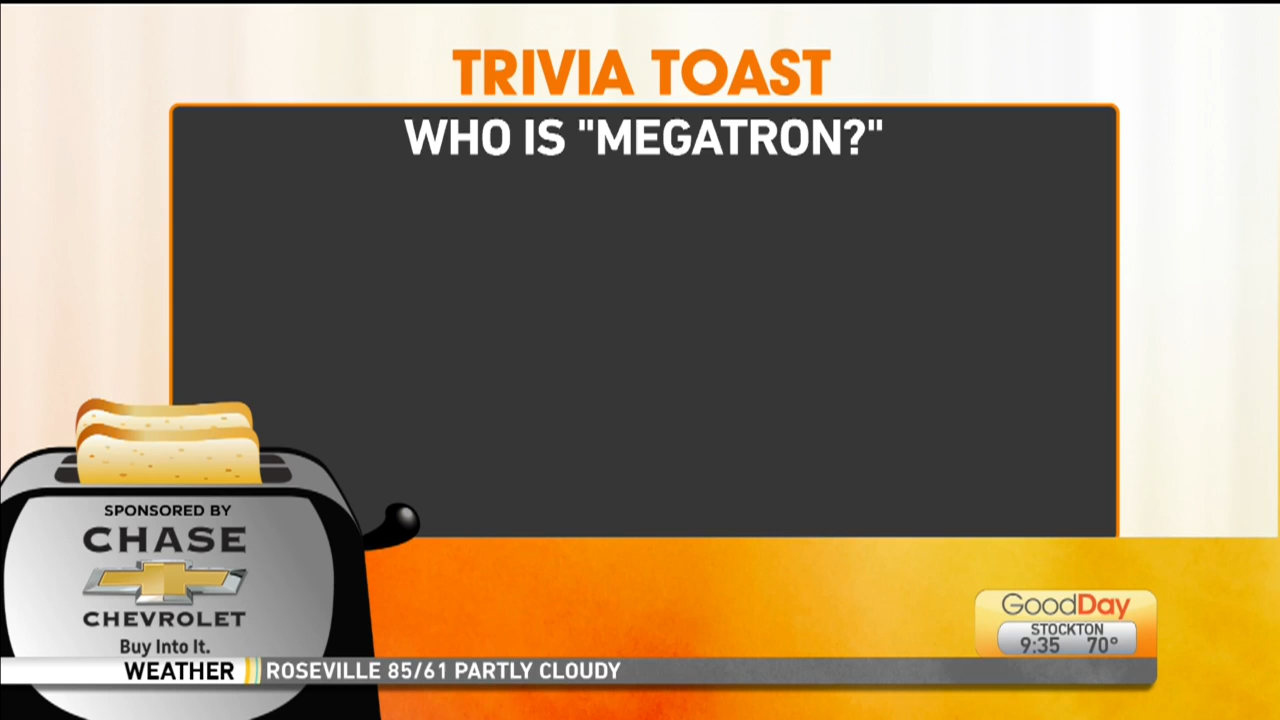 TRIVIA TOAST
WHO IS "MEGATRON?"
SPONSORED BY
CHASE
CHEVROLET
Buy Into It.
GoodDay
STOCKTON
9:35 70°
WEATHER ROSEVILLE 85/61 PARTLY CLOUDY